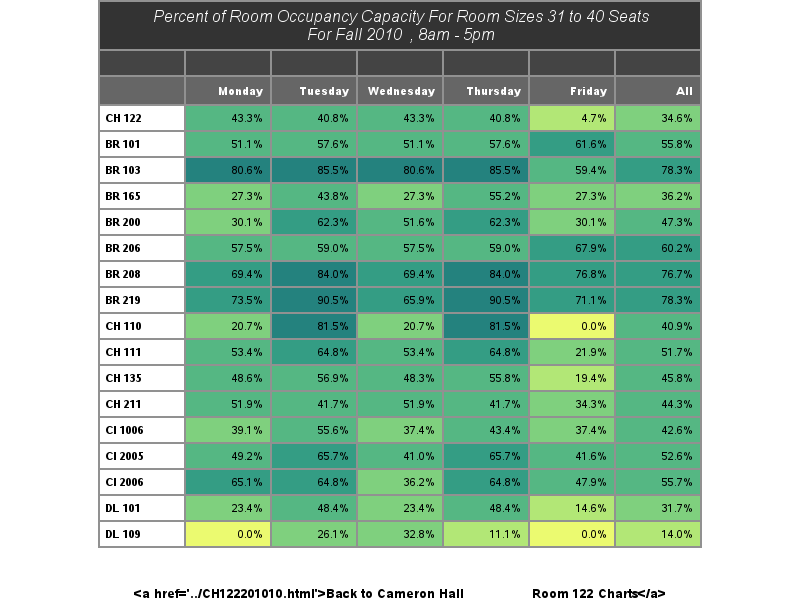 Percent of Room Occupancy Capacity For Room Sizes 31 to 40 Seats
For Fall 2010 , 8am - 5pm
Monday Tuesday Wednesday Thursday Friday All
CH 122 43.3% 40.8% 43.3% 40.8% 4.7% 34.6%
BR 101 51.1% 57.6% 51.1% 57.6% 61.6% 55.8%
BR 103 80.6% 85.5% 80.6% 85.5% 59.4% 78.3%
BR 165 27.3% 43.8% 27.3% 55.2% 27.3% 36.2%
BR 200 30.1% 62.3% 51.6% 62.3% 30.1% 47.3%
BR 206 57.5% 59.0% 57.5% 59.0% 67.9% 60.2%
BR 208 69.4% 84.0% 69.4% 84.0% 76.8% 76.7%
BR 219 73.5% 90.5% 65.9% 90.5% 71.1% 78.3%
CH 110 20.7% 81.5% 20.7% 81.5% 0.0% 40.9%
CH 111 53.4% 64.8% 53.4% 64.8% 21.9% 51.7%
CH 135 48.6% 56.9% 48.3% 55.8% 19.4% 45.8%
CH 211 51.9% 41.7% 51.9% 41.7% 34.3% 44.3%
CI 1006 39.1% 55.6% 37.4% 43.4% 37.4% 42.6%
CI 2005 49.2% 65.7% 41.0% 65.7% 41.6% 52.6%
CI 2006 65.1% 64.8% 36.2% 64.8% 47.9% 55.7%
DL 101 23.4% 48.4% 23.4% 48.4% 14.6% 31.7%
DL 109 0.0% 26.1% 32.8% 11.1% 0.0% 14.0%
<a href='../CH122201010.html'>Back to Cameron Hall Room 122 Charts</a>